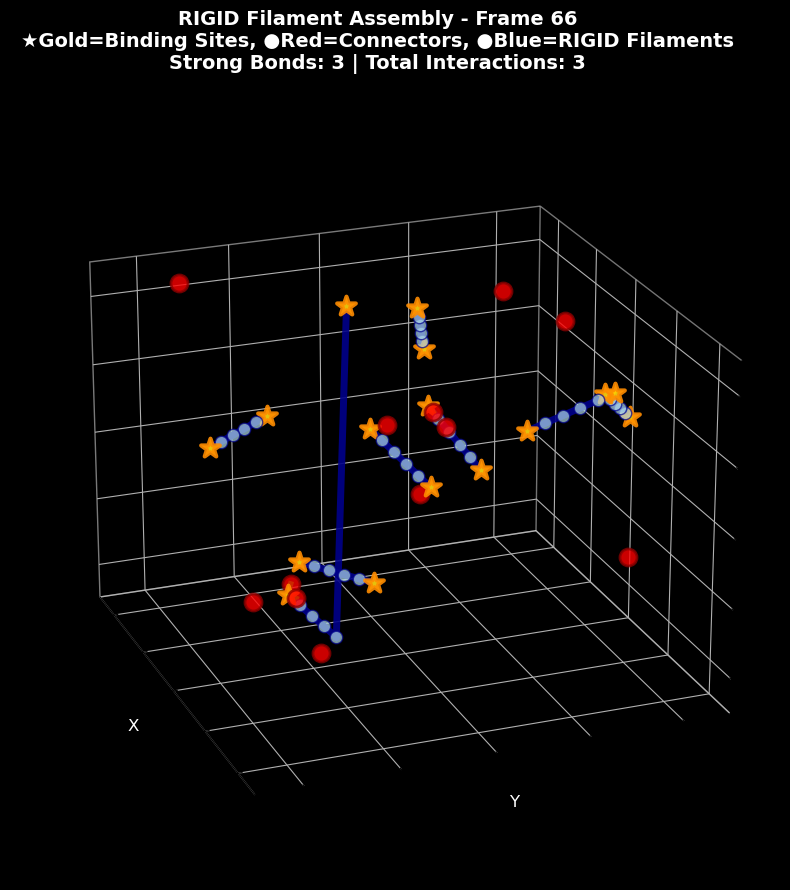 RIGID Filament Assembly - Frame 66
★Gold=Binding Sites, ●Red=Connectors, ●Blue=RIGID Filaments
Strong Bonds: 3 | Total Interactions: 3
X
Y